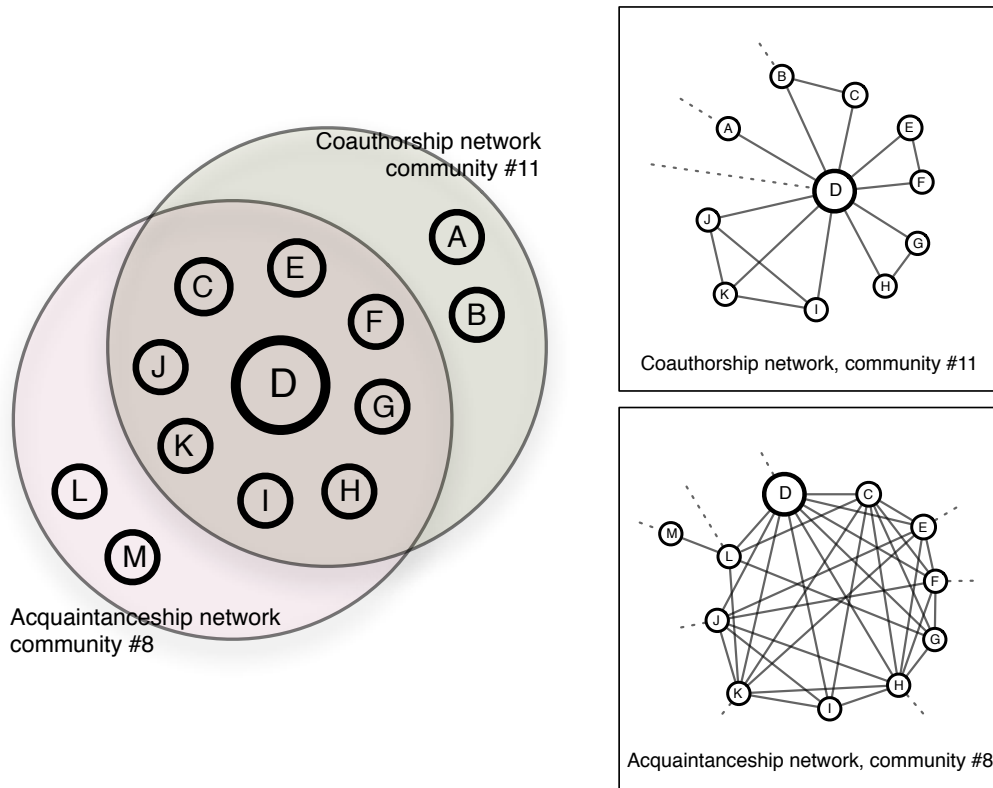 Coauthorship network
community #11
A
E
C
B
F
J
D
G
K
L
I
H
M
Acquaintanceship network
community #8
B
C
A
E
F
D
J
G
H
K
I
Coauthorship network, community #11
D
C
E
M
L
F
J
G
H
K
I
Acquaintanceship network, community #8